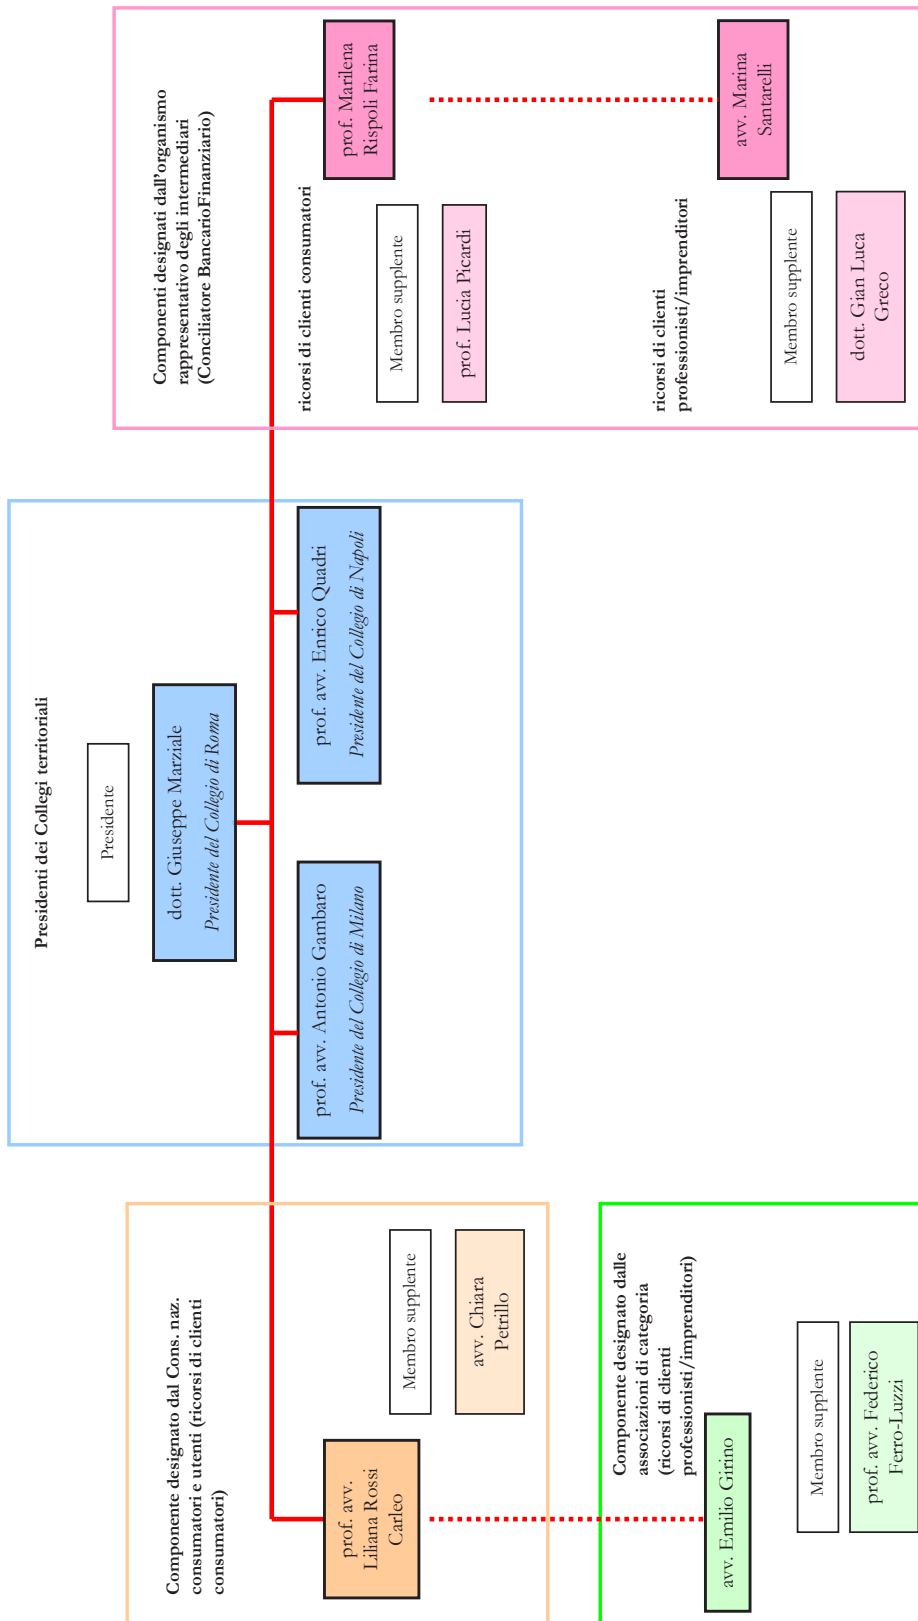 Presidenti dei Collegi territoriali
Presidente
dott. Giuseppe Marziale
Presidente del Collegio di Roma
prof. avv. Antonio Gambaro
Presidente del Collegio di Milano
prof. avv. Enrico Quadri
Presidente del Collegio di Napoli
Componente designato dal Cons. naz.
consumatori e utenti (ricorsi di clienti
consumatori)
prof. avv.
Liliana Rossi
Carleo
Membro supplente
avv. Chiara
Petrillo
Componente designato dalle
associazioni di categoria
(ricorsi di clienti
professionisti/imprenditori)
avv. Emilio Girino
Membro supplente
prof. avv. Federico
Ferro-Luzzi
Componenti designati dall'organismo
rappresentativo degli intermediari
(Conciliatore BancarioFinanziario)
prof. Marilena
Rispoli Farina
ricorsi di clienti consumatori
Membro supplente
prof. Lucia Picardi
avv. Marina
Santarelli
ricorsi di clienti
professionisti/imprenditori
Membro supplente
dott. Gian Luca
Greco